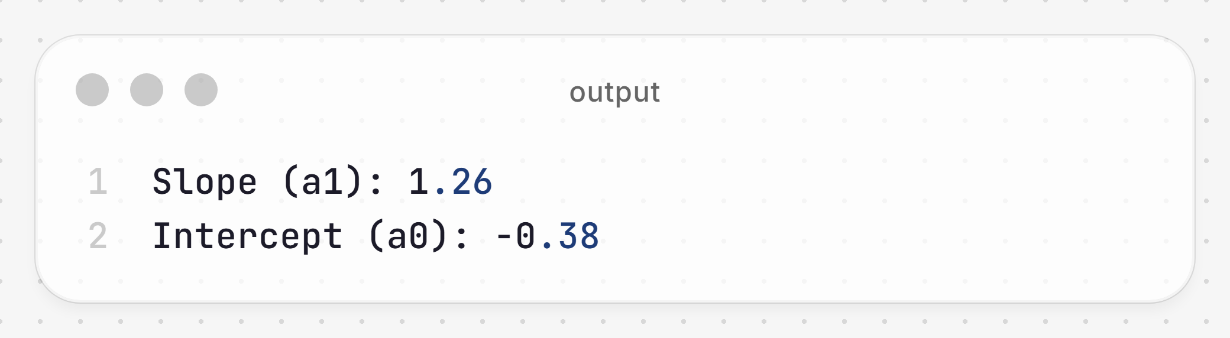 output
1 Slope (a1): 1.26
2 Intercept (a0): -0.38